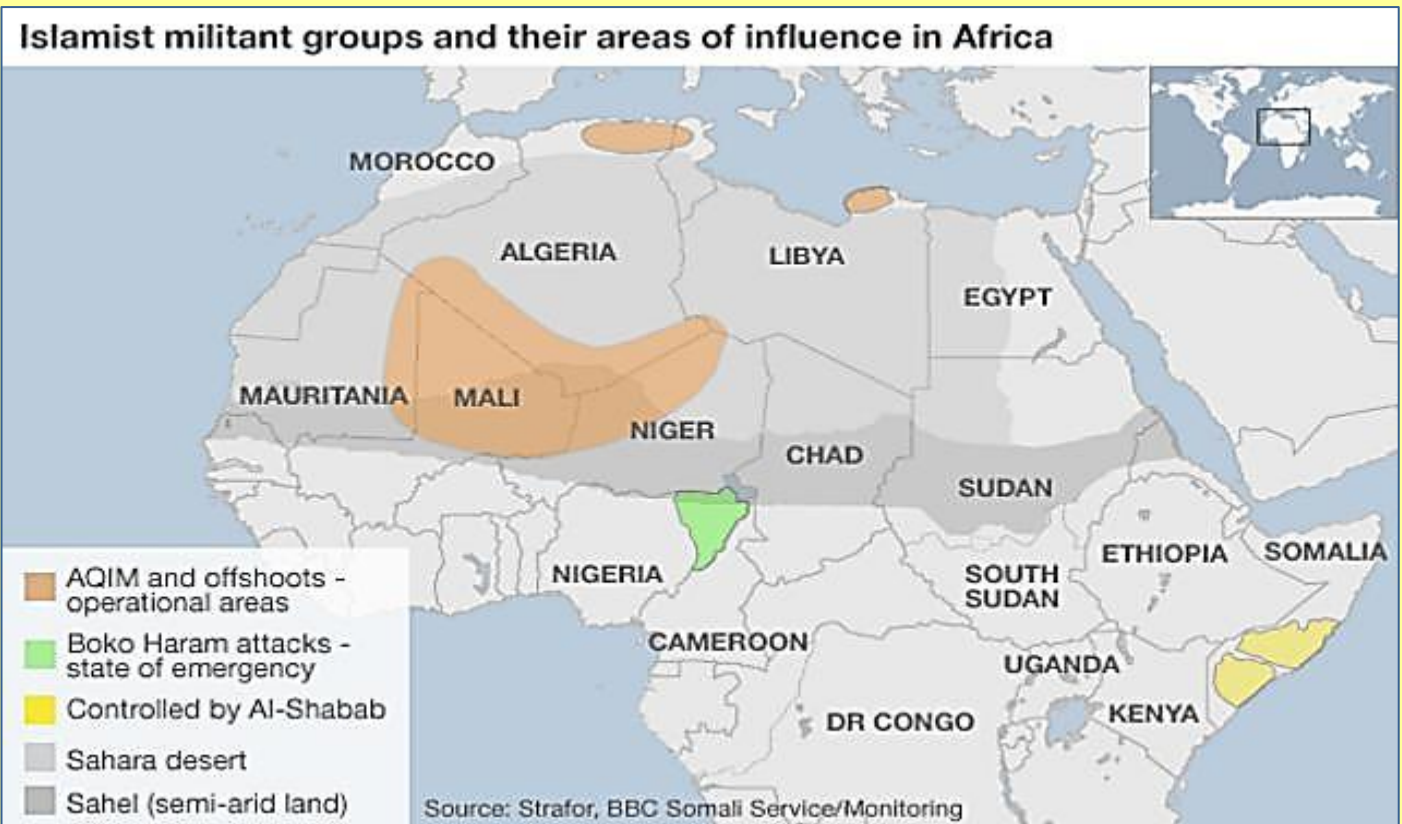 Islamist militant groups and their areas of influence in Africa
MOROCCO
ALGERIA
LIBYA
EGYPT
MAURITANIA
MALI
NIGER
CHAD
SUDAN
NIGERIA
SOUTH
SUDAN
ETHIOPIA
SOMALIA
CAMEROON
UGANDA
DR CONGO
KENYA
AQIM and offshoots -
operational areas
Boko Haram attacks -
state of emergency
Controlled by Al-Shabab
Sahara desert
Sahel (semi-arid land)
Source: Strafor, BBC Somali Service/Monitoring